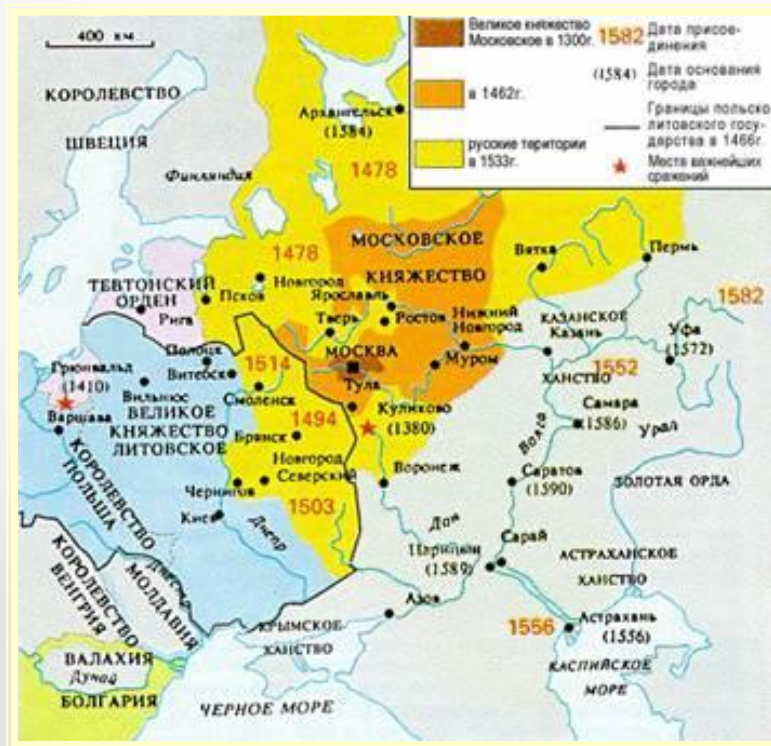 400 км
Великое княжество
Московское в 1300г.
в 1462г.
русские територии
в 1533г.
1582 Дата присое-
динения
(1584) Дата основания
города
Границы польско
литовского госу-
дарства в 1466г.
Места важнейших
сражений
КОРОЛЕВСТВО
ШВЕЦИЯ
Финляндия
Архангельск
(1584)
1478
1478
МОСКОВСКОЕ
КНЯЖЕСТВО
Вятка
Пермь
1582
ТЕВТОНСКИЙ
ОРДЕН
Рига
Псков
Новгород
Ярославль
Тверь
Ростов
Нижний
Новгород
КАЗАНСКОЕ
Казань
ХАНСТВО
1552
Уфа
(1572)
Полоцк
Витебск
1514
Смоленск
МОСКВА
Муром
Тула
Грюнвальд
(1410)
Варшава
Вильнюс
ВЕЛИКОЕ
КНЯЖЕСТВО
ЛИТОВСКОЕ
1494
Брянск
Куликово
(1380)
Самара
(1586)
Волга
Урал
КОРОЛЕВСТВО
ПОЛЬША
Новгород
Северский
Чернигов
1503
Воронеж
Саратов
(1590)
ЗОЛОТАЯ ОРДА
Киев
Днепр
Дон
Царицын
(1589)
Сарай
АСТРАХАНСКОЕ
ХАНСТВО
КОРОЛЕВСТВО
ВЕНГРИЯ
МОЛДАВИЯ
Азов
КРЫМСКОЕ
ХАНСТВО
1556
Астрахань
(1556)
ВАЛАХИЯ
Дунай
БОЛГАРИЯ
ЧЕРНОЕ МОРЕ
КАСПИЙСКОЕ
МОРЕ